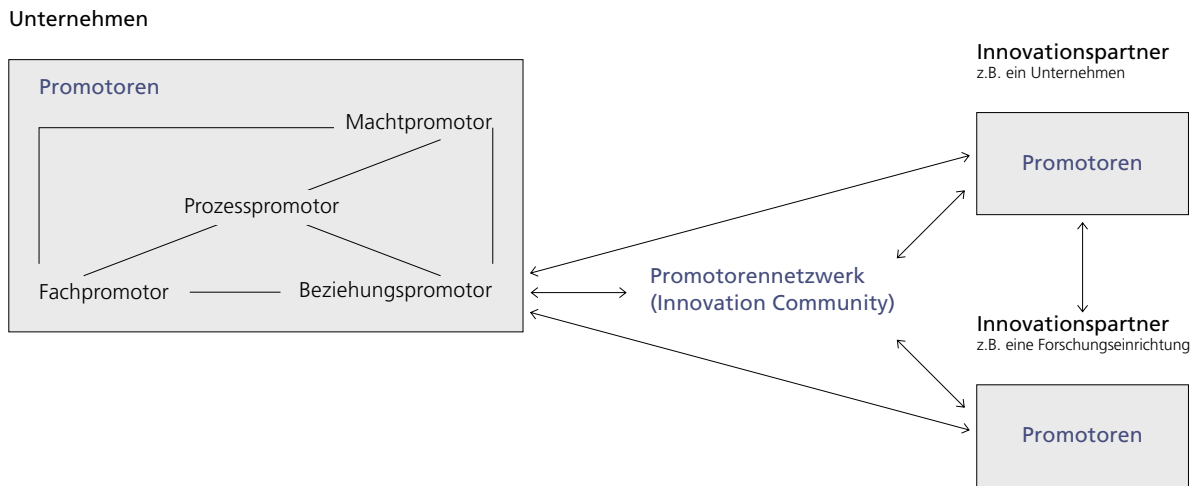 Unternehmen
Promotoren
Machtpromotor
Prozesspromotor
Fachpromotor
Beziehungspromotor
Promotorennetzwerk
(Innovation Community)
Innovationspartner
z.B. ein Unternehmen
Promotoren
Innovationspartner
z.B. eine Forschungseinrichtung
Promotoren